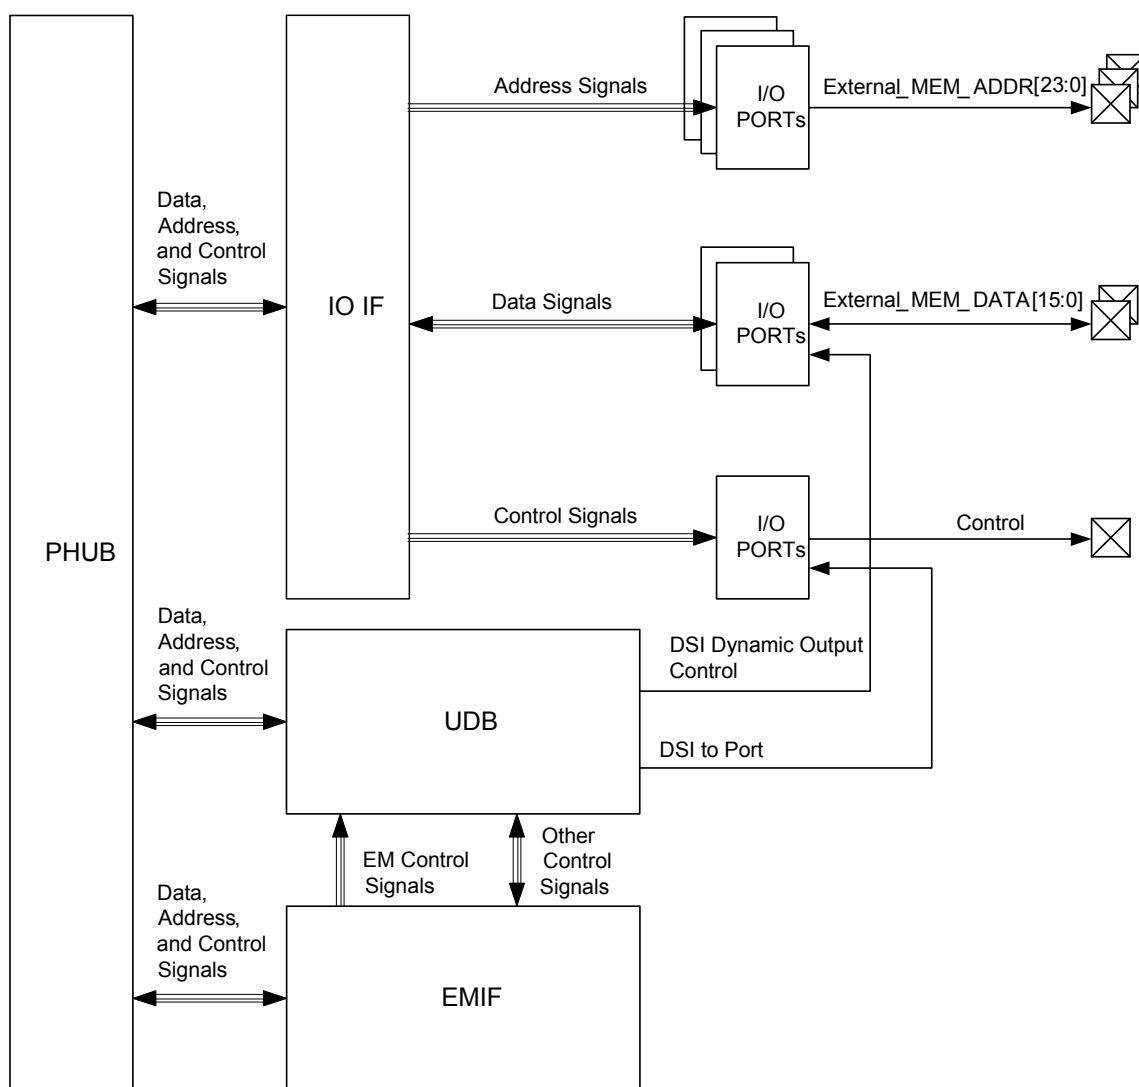 Address Signals
I/O
PORTs
External_MEM_ADDR[23:0]
Data,
Address,
and Control
Signals
IO IF
Data Signals
I/O
PORTs
External_MEM_DATA[15:0]
Control Signals
I/O
PORTs
Control
PHUB
Data,
Address,
and Control
Signals
UDB
DSI Dynamic Output
Control
DSI to Port
EM Control
Signals
Other
Control
Signals
Data,
Address,
and Control
Signals
EMIF